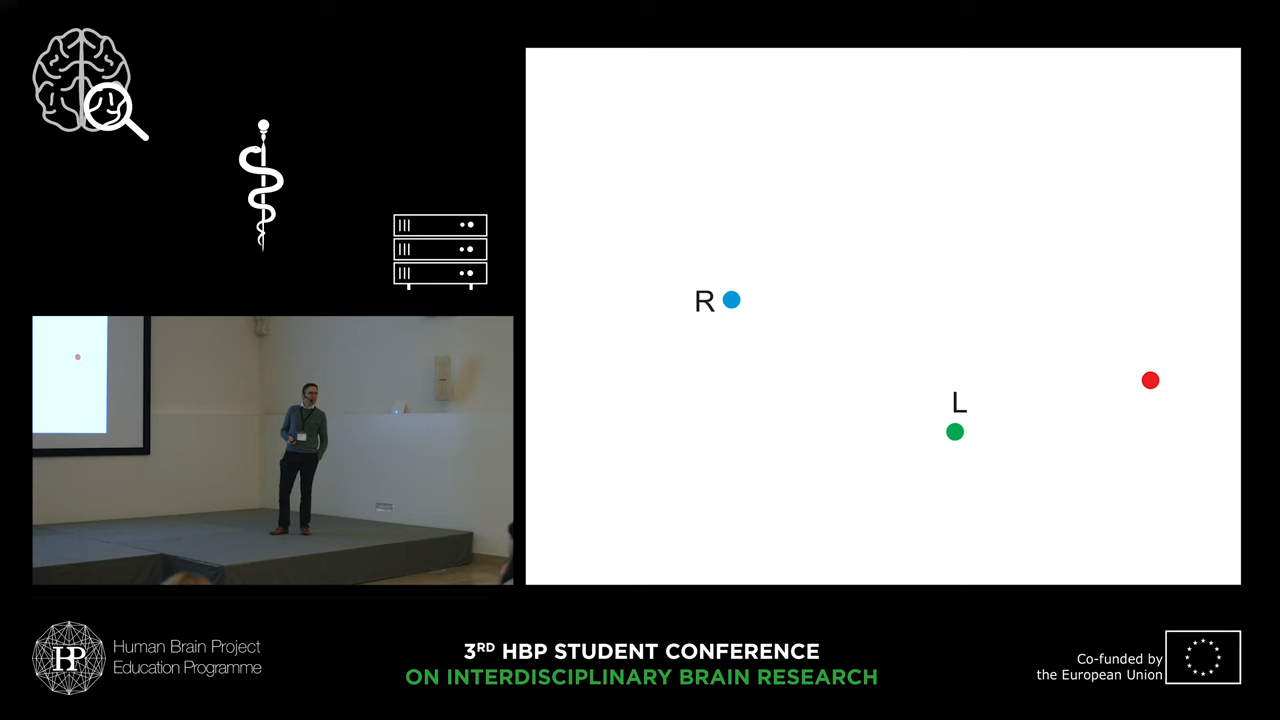 R
L
HP
Human Brain Project
Education Programme
3RD HBP STUDENT CONFERENCE
ON INTERDISCIPLINARY BRAIN RESEARCH
Co-funded by
the European Union